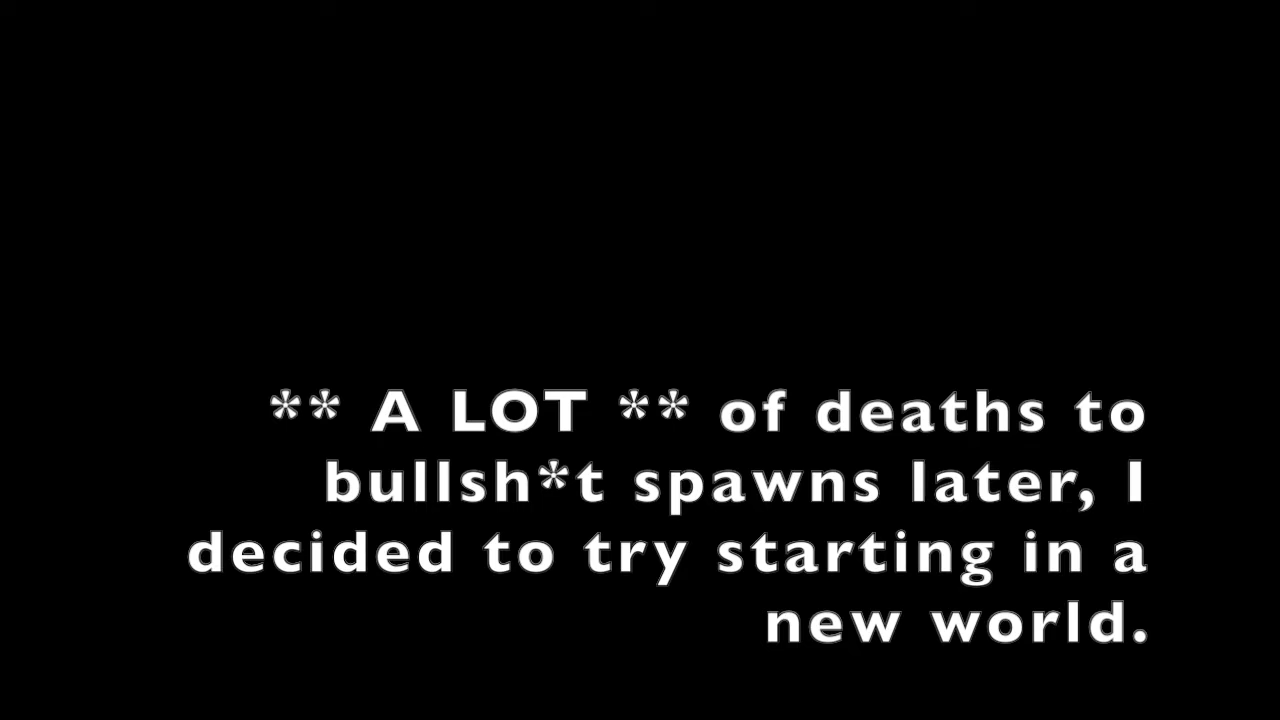 ** A LOT ** of deaths to
bullsh*t spawns later, I
decided to try starting in a
new world.